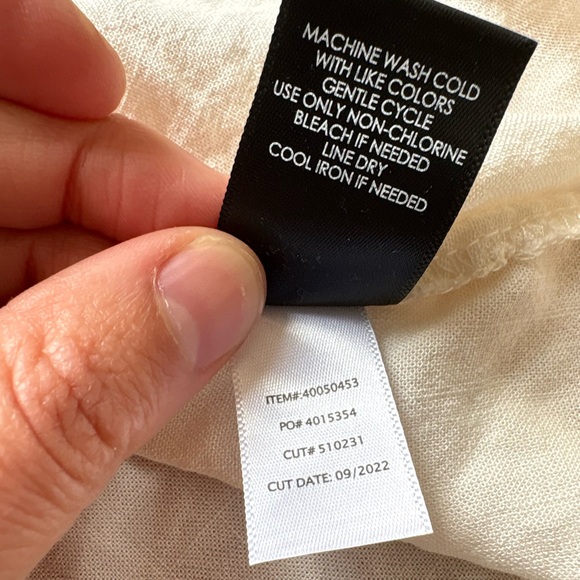 MACHINE WASH COLD
WITH LIKE COLORS
GENTLE CYCLE
USE ONLY NON-CHLORINE
BLEACH IF NEEDED
LINE DRY
COOL IRON IF NEEDED
ITEM#:40050453
PO# 4015354
CUT# 510231
CUT DATE: 09/2022